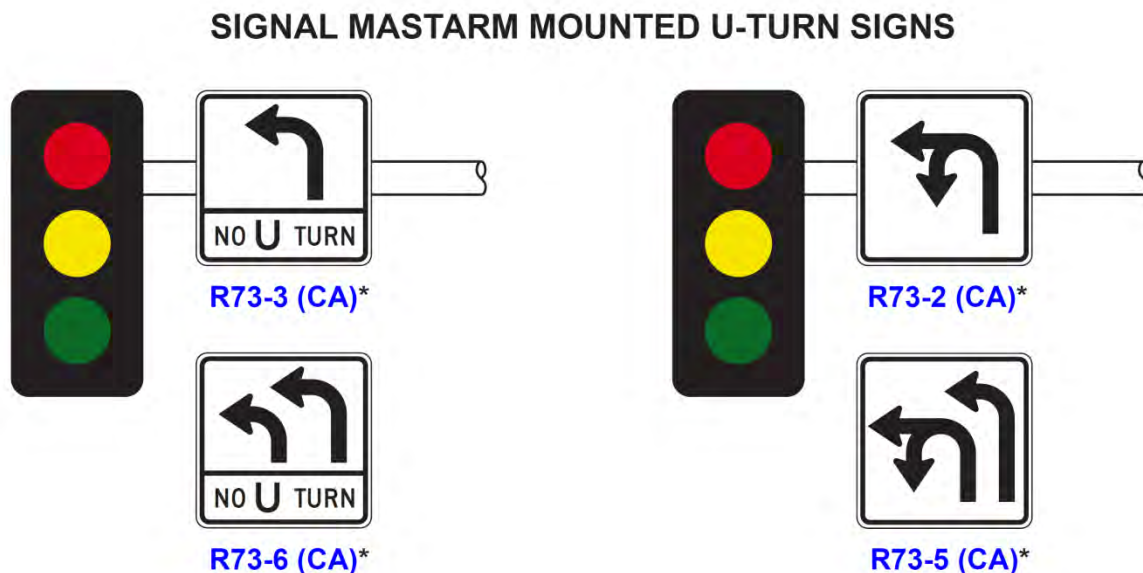 SIGNAL MASTARM MOUNTED U-TURN SIGNS
NO U TURN
R73-3 (CA)*
R73-2 (CA)*
NO U TURN
R73-6 (CA)*
R73-5 (CA)*